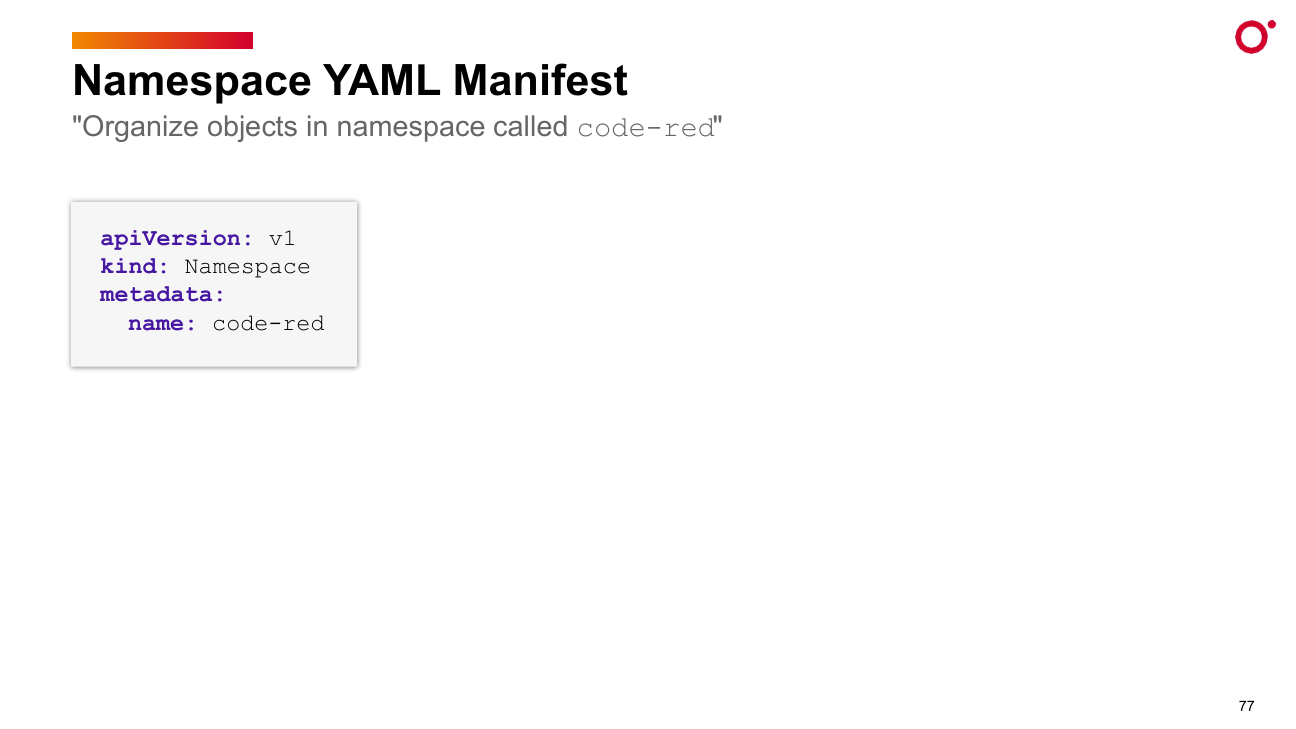 Namespace YAML Manifest
"Organize objects in namespace called code-red"
apiVersion: v1
kind: Namespace
metadata:
  name: code-red
77